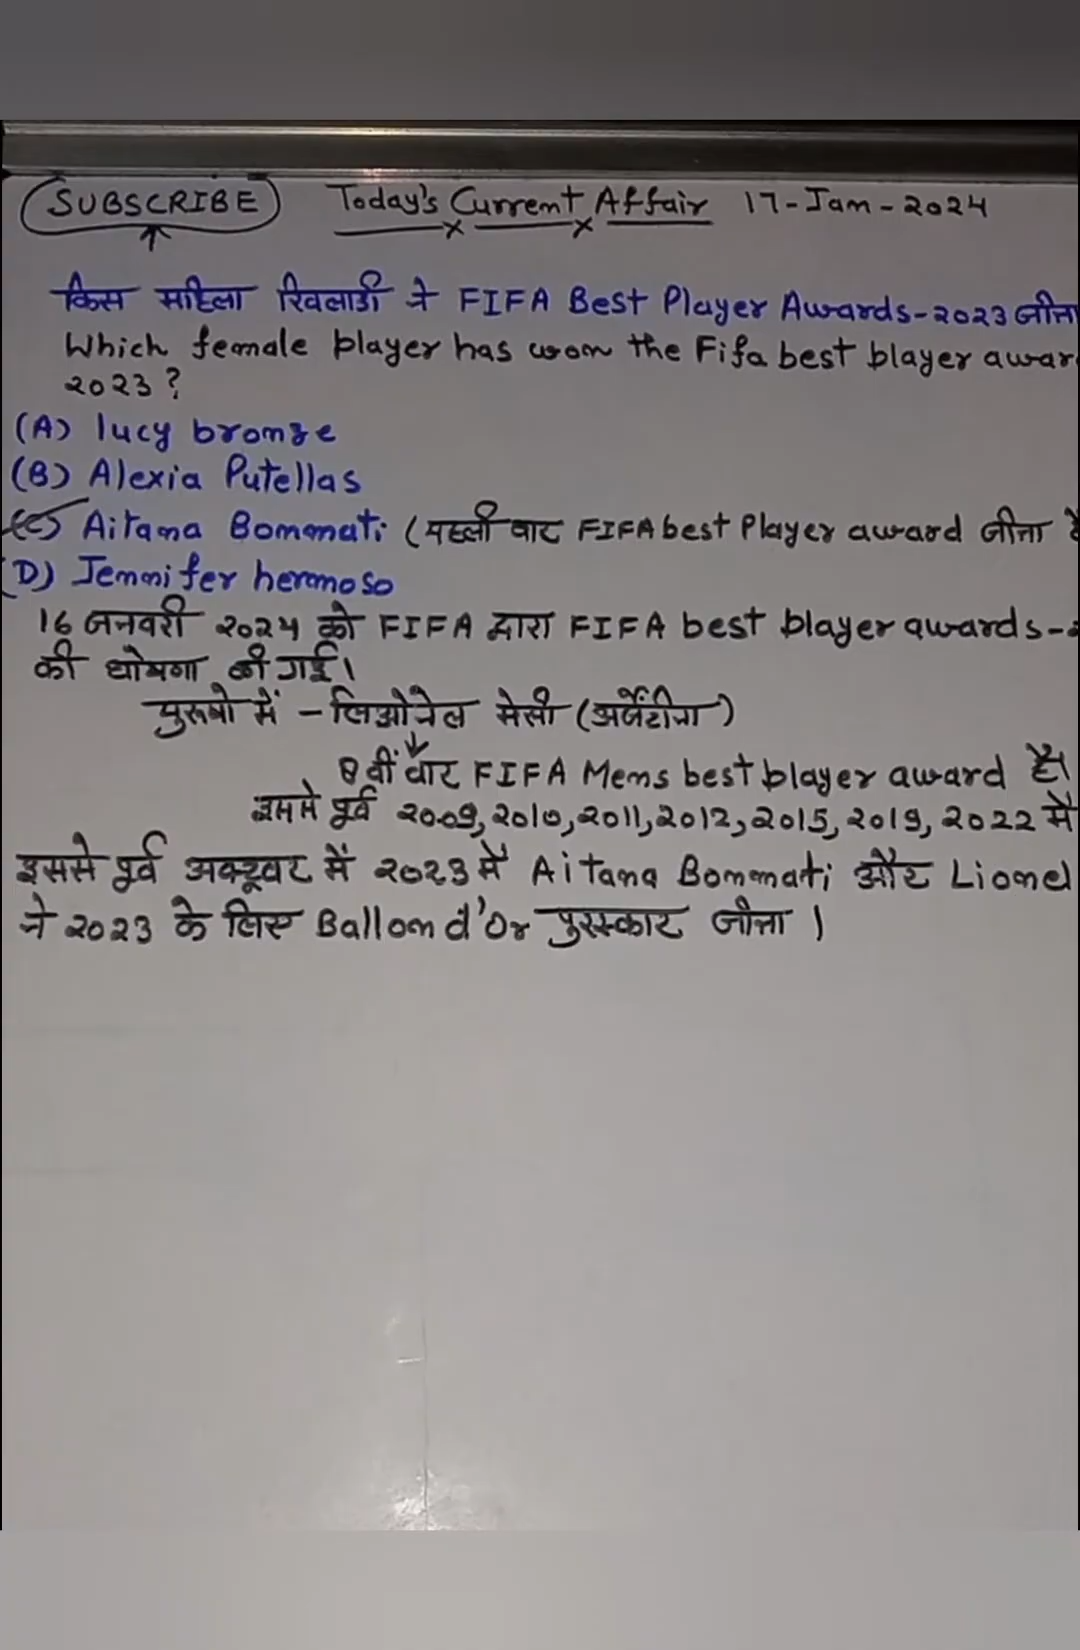 SUBSCRIBE Today's Current Affair 17-Jan-2024
किस महिला खिलाडी ने FIFA Best Player Awards-2023 जीता
Which female player has won the Fifa best player awar
2023?
(A) lucy bronze
(B) Alexia Putellas
(C) Aitana Bonmati (पहली बार FIFA best Player award जीता है
(D) Jennifer hermoso
16 जनवरी 2024 को FIFA द्वारा FIFA best player awards-2
की घोषणा की गई।
पुरूषो में - लिओनेल मेसी (अर्जेंटीना)
8वीं बार FIFA Mens best player award है।
इससे पूर्व 2009, 2010, 2011, 2012, 2015, 2019, 2022 में
इससे पूर्व अक्टूबर में 2023 में Aitana Bonmati और Lionel
ने 2023 के लिए Ballon d'Or पुरस्कार जीता।